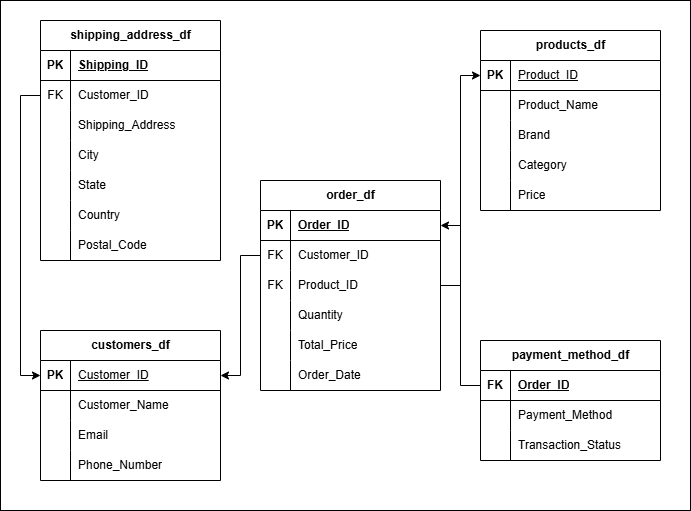 shipping_address_df
PK Shipping_ID
FK Customer_ID
Shipping_Address
City
State
Country
Postal_Code
products_df
PK Product_ID
Product_Name
Brand
Category
Price
order_df
PK Order_ID
FK Customer_ID
FK Product_ID
Quantity
Total_Price
Order_Date
customers_df
PK Customer_ID
Customer_Name
Email
Phone_Number
payment_method_df
FK Order_ID
Payment_Method
Transaction_Status